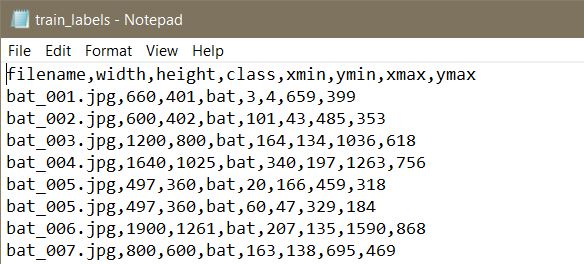 train_labels - Notepad
File Edit Format View Help
filename,width,height,class,xmin,ymin,xmax,ymax
bat_001.jpg,660,401,bat,3,4,659,399
bat_002.jpg,600,402,bat,101,43,485,353
bat_003.jpg,1200,800,bat,164,134,1036,618
bat_004.jpg,1640,1025,bat,340,197,1263,756
bat_005.jpg,497,360,bat,20,166,459,318
bat_005.jpg,497,360,bat,60,47,329,184
bat_006.jpg,1900,1261,bat,207,135,1590,868
bat_007.jpg,800,600,bat,163,138,695,469